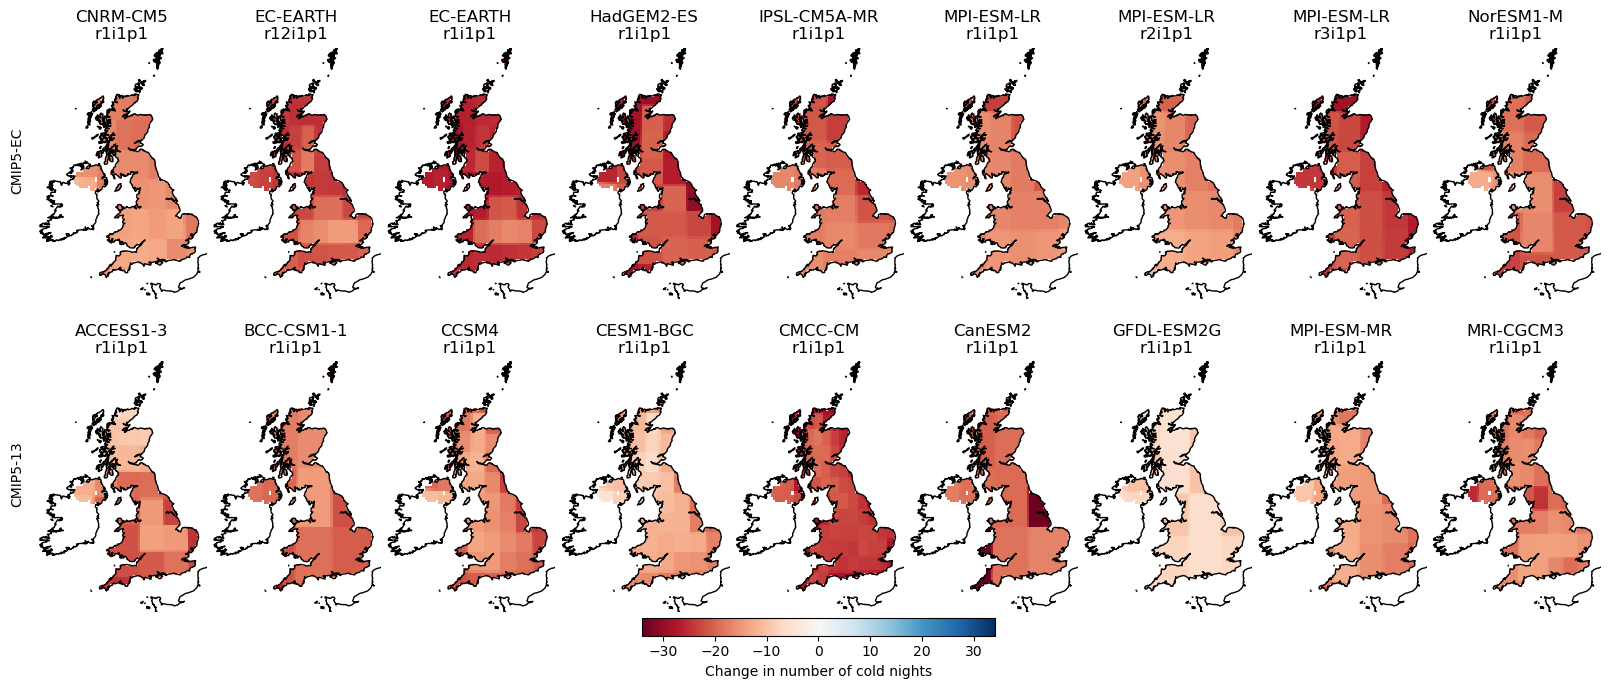 CNRM-CM5
r1i1p1
EC-EARTH
r12i1p1
EC-EARTH
r1i1p1
HadGEM2-ES
r1i1p1
IPSL-CM5A-MR
r1i1p1
MPI-ESM-LR
r1i1p1
MPI-ESM-LR
r2i1p1
MPI-ESM-LR
r3i1p1
NorESM1-M
r1i1p1
CMIP5-EC
ACCESS1-3
r1i1p1
BCC-CSM1-1
r1i1p1
CCSM4
r1i1p1
CESM1-BGC
r1i1p1
CMCC-CM
r1i1p1
CanESM2
r1i1p1
GFDL-ESM2G
r1i1p1
MPI-ESM-MR
r1i1p1
MRI-CGCM3
r1i1p1
CMIP5-13
−30 −20 −10 0 10 20 30
Change in number of cold nights